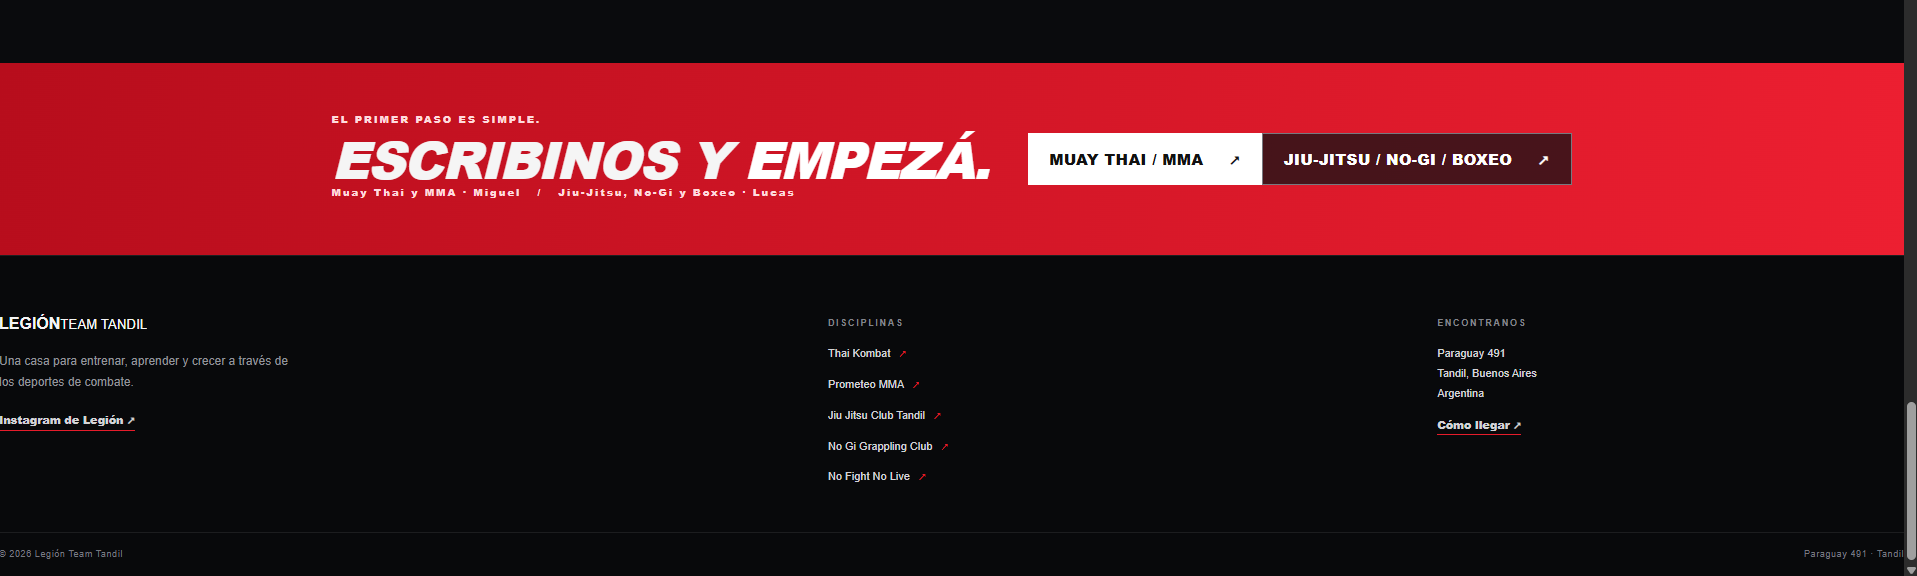 EL PRIMER PASO ES SIMPLE.
ESCRIBINOS Y EMPEZÁ.
Muay Thai y MMA · Miguel / Jiu-Jitsu, No-Gi y Boxeo · Lucas
MUAY THAI / MMA ↗
JIU-JITSU / NO-GI / BOXEO ↗
LEGIÓNTEAM TANDIL
Una casa para entrenar, aprender y crecer a través de
los deportes de combate.
Instagram de Legión ↗
DISCIPLINAS
Thai Kombat ↗
Prometeo MMA ↗
Jiu Jitsu Club Tandil ↗
No Gi Grappling Club ↗
No Fight No Live ↗
ENCONTRANOS
Paraguay 491
Tandil, Buenos Aires
Argentina
Cómo llegar ↗
© 2026 Legión Team Tandil
Paraguay 491 · Tandil